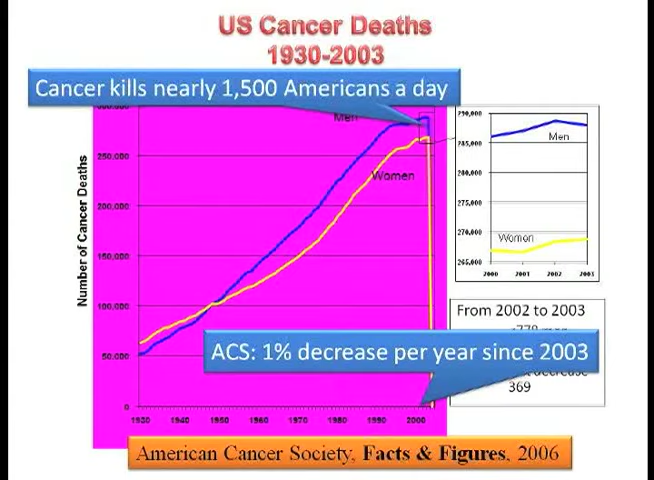 US Cancer Deaths
1930-2003
Cancer kills nearly 1,500 Americans a day
Number of Cancer Deaths
250,000
200,000
150,000
100,000
50,000
0
1930 1940 1950 1960 1970 1980 1990 2000
Men
Women
290,000
285,000
280,000
275,000
270,000
265,000
Men
Women
2000 2001 2002 2003
From 2002 to 2003
ACS: 1% decrease per year since 2003
decrease
369
American Cancer Society, Facts & Figures, 2006